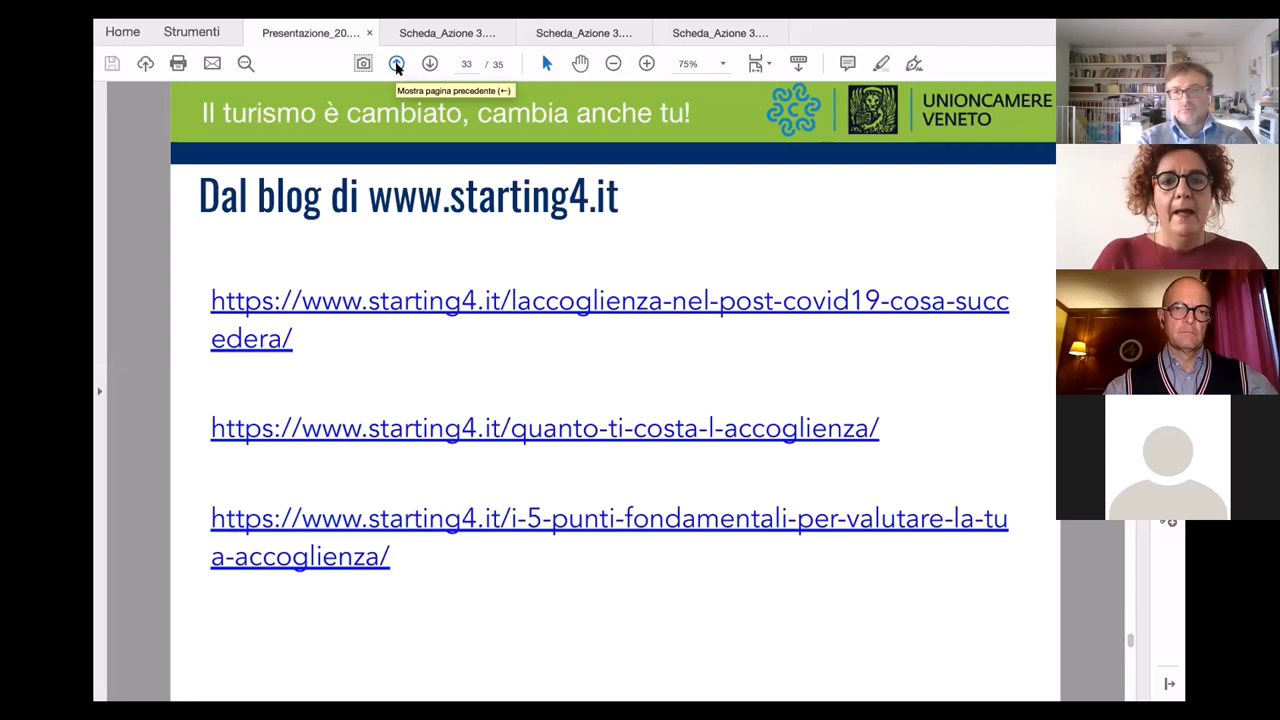 Home
Strumenti
Presentazione_20....
×
Scheda_Azione 3....
Scheda_Azione 3....
Scheda_Azione 3....
33 / 35
75%
Mostra pagina precedente (←)
Il turismo è cambiato, cambia anche tu!
UNIONCAMERE
VENETO
Dal blog di www.starting4.it
https://www.starting4.it/laccoglienza-nel-post-covid19-cosa-succ
edera/
https://www.starting4.it/quanto-ti-costa-l-accoglienza/
https://www.starting4.it/i-5-punti-fondamentali-per-valutare-la-tu
a-accoglienza/